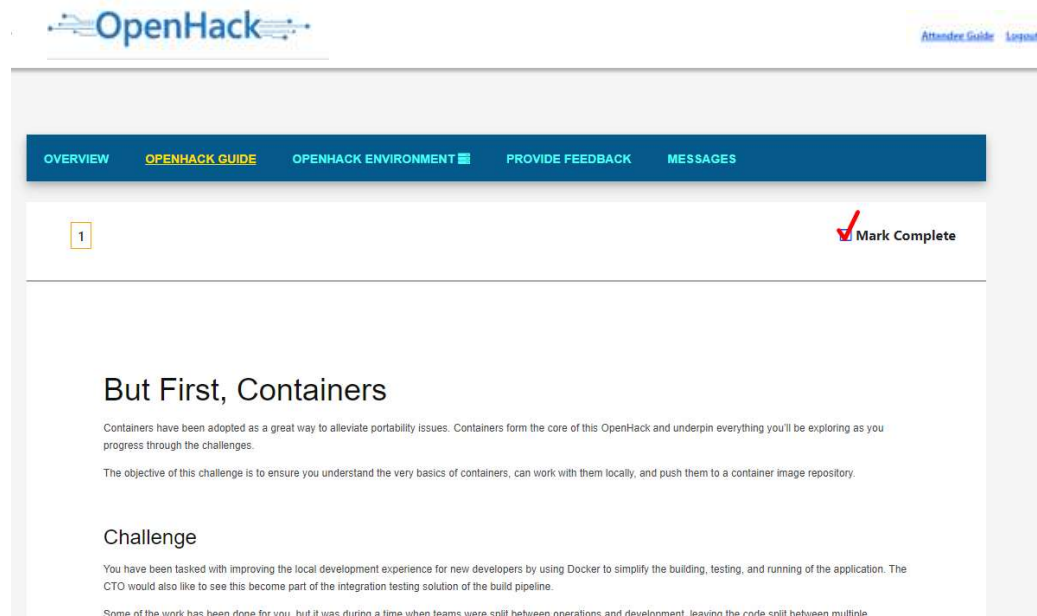 OpenHack
Attendee Guide Logout
OVERVIEW OPENHACK GUIDE OPENHACK ENVIRONMENT PROVIDE FEEDBACK MESSAGES
1 Mark Complete
But First, Containers
Containers have been adopted as a great way to alleviate portability issues. Containers form the core of this OpenHack and underpin everything you'll be exploring as you
progress through the challenges.
The objective of this challenge is to ensure you understand the very basics of containers, can work with them locally, and push them to a container image repository.
Challenge
You have been tasked with improving the local development experience for new developers by using Docker to simplify the building, testing, and running of the application. The
CTO would also like to see this become part of the integration testing solution of the build pipeline.
Some of the work has been done for you, but it was during a time when teams were split between operations and development, leaving the code split between multiple